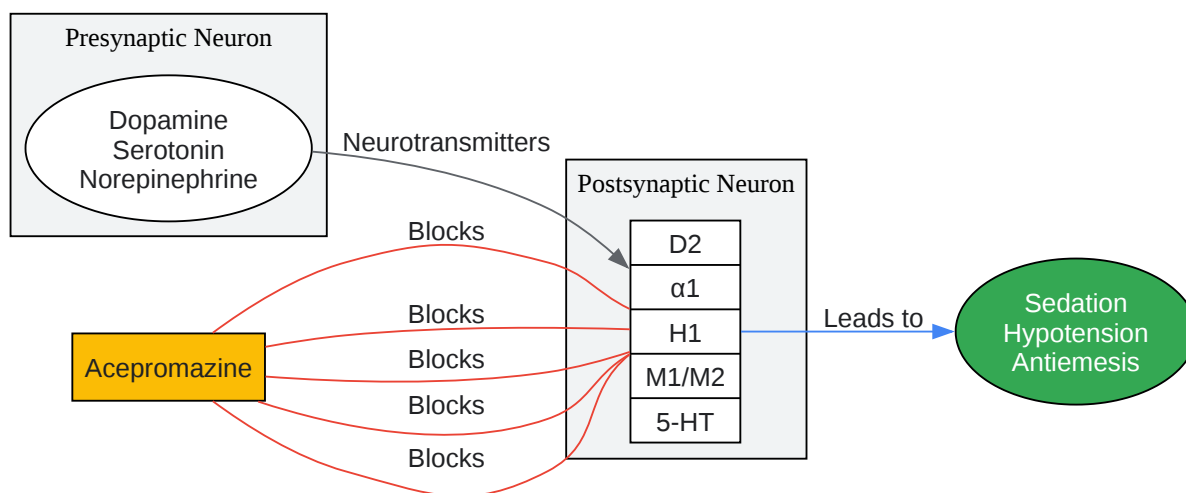 Presynaptic Neuron
Dopamine
Serotonin
Norepinephrine
Neurotransmitters
Postsynaptic Neuron
D2
α1
H1
M1/M2
5-HT
Blocks
Blocks
Blocks
Blocks
Blocks
Acepromazine
Leads to
Sedation
Hypotension
Antiemesis